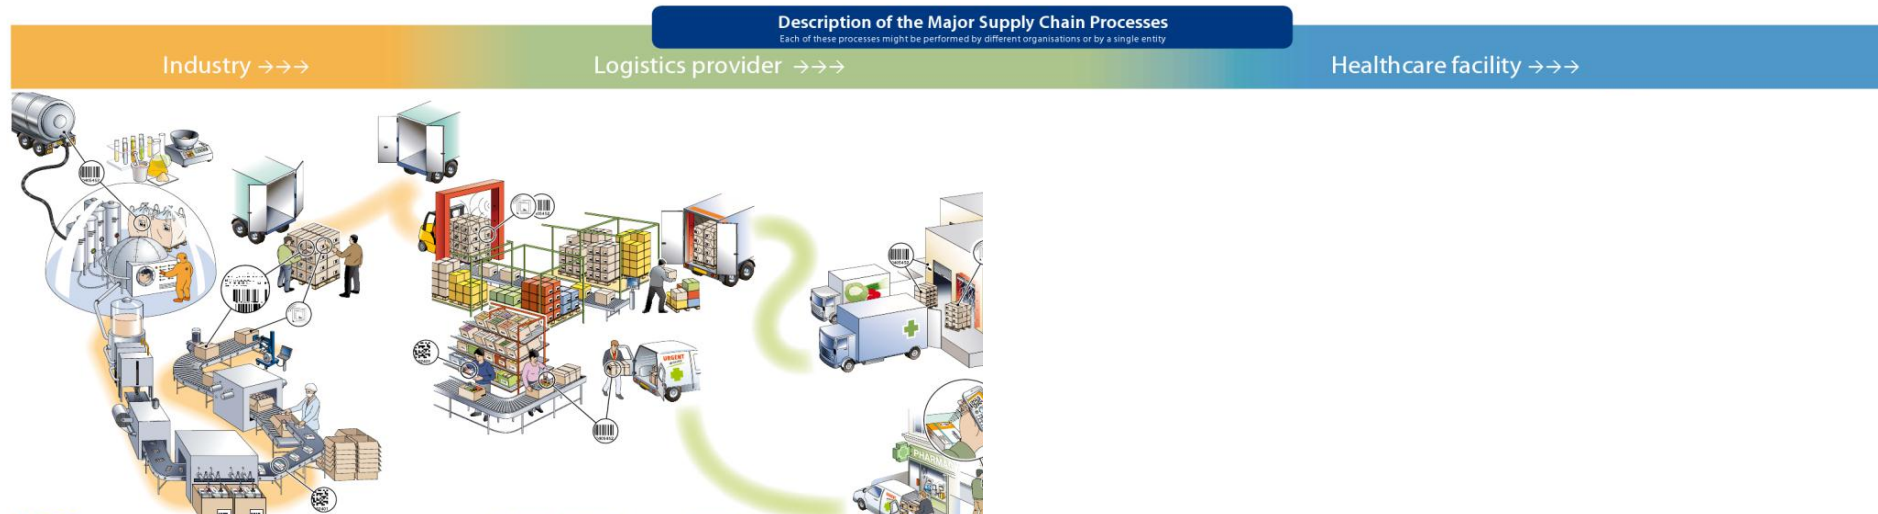 Description of the Major Supply Chain Processes
Each of these processes might be performed by different organisations or by a single entity
Industry →→→
Logistics provider →→→
Healthcare facility →→→
URGENT
PHARMA